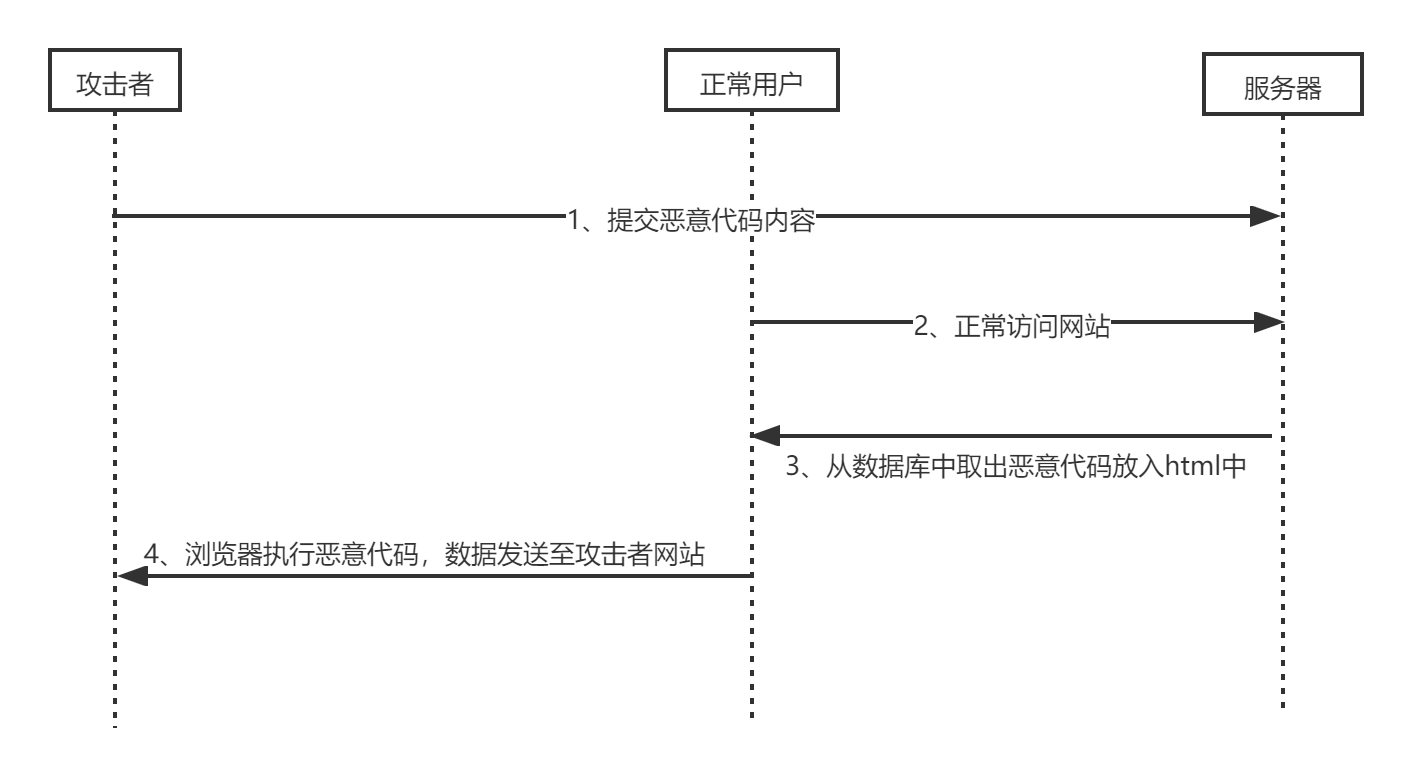 攻击者
正常用户
服务器
1、提交恶意代码内容
2、正常访问网站
3、从数据库中取出恶意代码放入html中
4、浏览器执行恶意代码，数据发送至攻击者网站